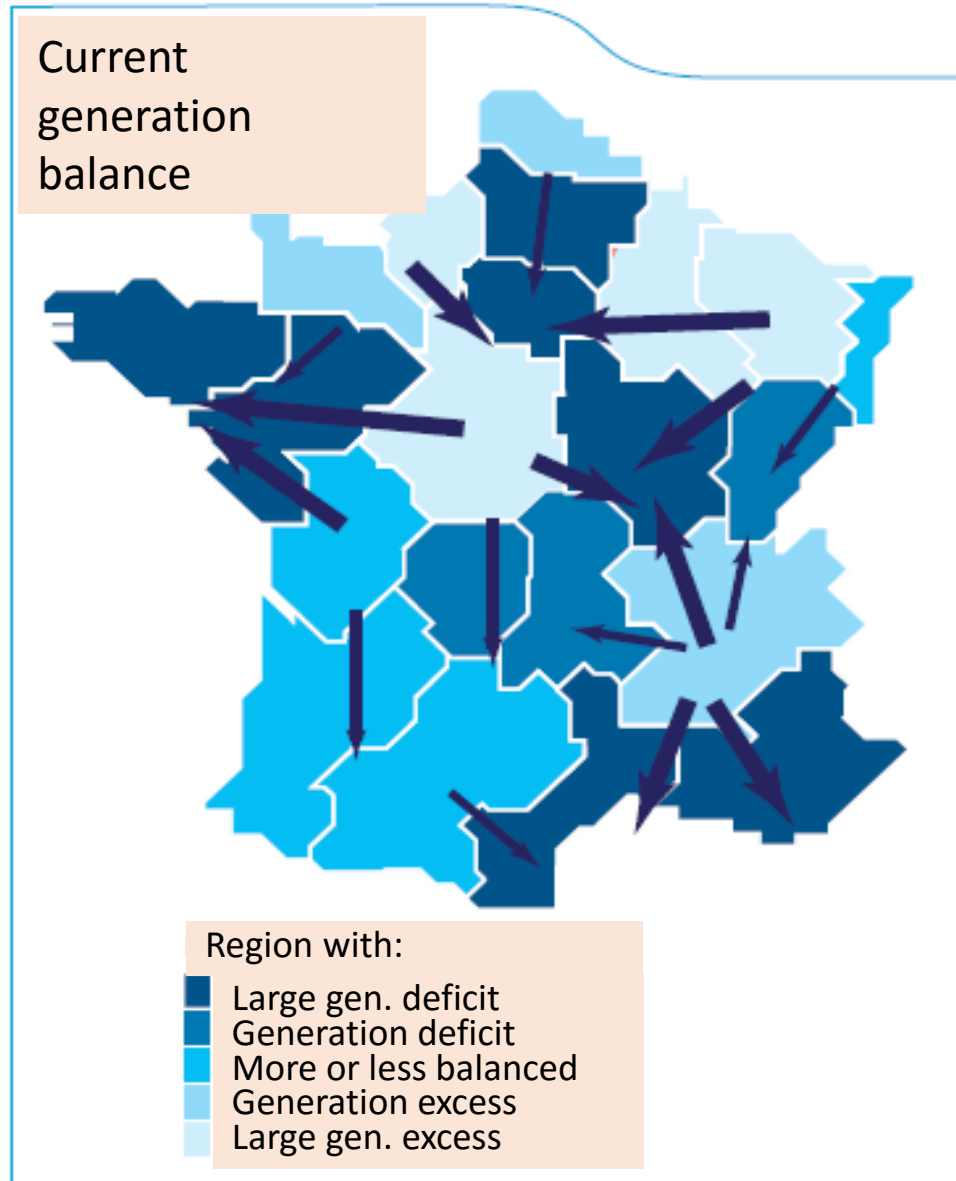 Current
generation
balance
Region with:
Large gen. deficit
Generation deficit
More or less balanced
Generation excess
Large gen. excess